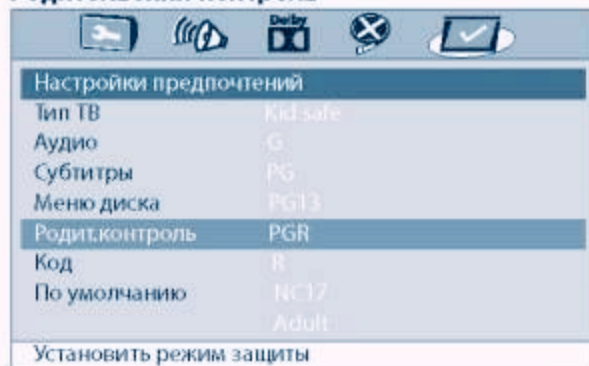 Dolby
Настройки предпочтений
Тип ТВ Kid safe
Аудио G
Субтитры PG
Меню диска PG13
Родит.контроль PGR
Код R
По умолчанию NC17
Adult
Установить режим защиты